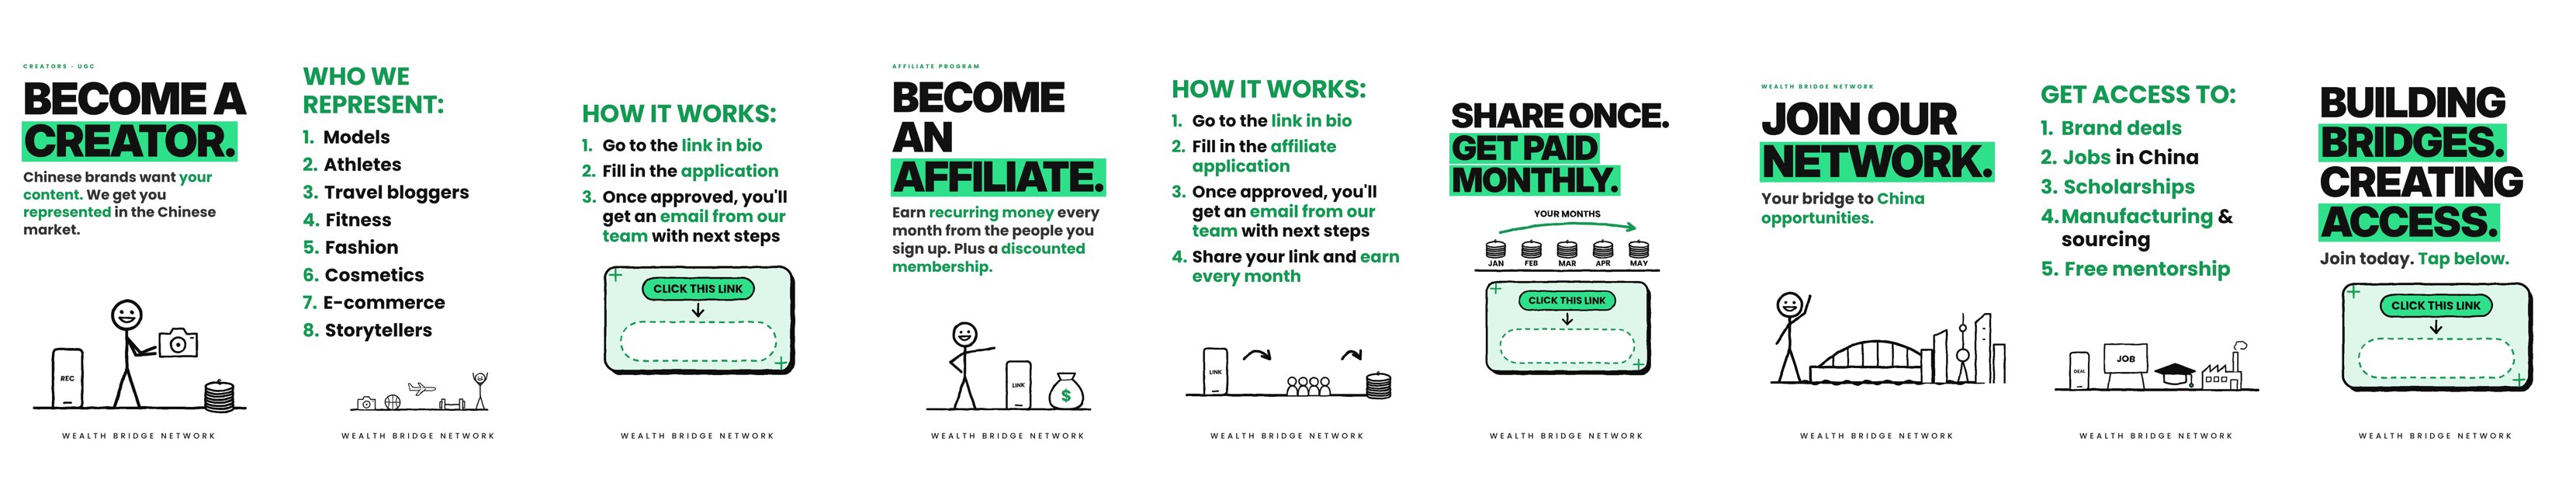 CREATORS · UGC
BECOME A
CREATOR.
Chinese brands want your
content. We get you
represented in the Chinese
market.
REC
WEALTH BRIDGE NETWORK
WHO WE
REPRESENT:
1. Models
2. Athletes
3. Travel bloggers
4. Fitness
5. Fashion
6. Cosmetics
7. E-commerce
8. Storytellers
WEALTH BRIDGE NETWORK
HOW IT WORKS:
1. Go to the link in bio
2. Fill in the application
3. Once approved, you'll
get an email from our
team with next steps
CLICK THIS LINK
WEALTH BRIDGE NETWORK
AFFILIATE PROGRAM
BECOME
AN
AFFILIATE.
Earn recurring money every
month from the people you
sign up. Plus a discounted
membership.
LINK
$
WEALTH BRIDGE NETWORK
HOW IT WORKS:
1. Go to the link in bio
2. Fill in the affiliate
application
3. Once approved, you'll
get an email from our
team with next steps
4. Share your link and earn
every month
LINK
WEALTH BRIDGE NETWORK
SHARE ONCE.
GET PAID
MONTHLY.
YOUR MONTHS
JAN FEB MAR APR MAY
CLICK THIS LINK
WEALTH BRIDGE NETWORK
WEALTH BRIDGE NETWORK
JOIN OUR
NETWORK.
Your bridge to China
opportunities.
WEALTH BRIDGE NETWORK
GET ACCESS TO:
1. Brand deals
2. Jobs in China
3. Scholarships
4. Manufacturing &
sourcing
5. Free mentorship
DEAL
JOB
WEALTH BRIDGE NETWORK
BUILDING
BRIDGES.
CREATING
ACCESS.
Join today. Tap below.
CLICK THIS LINK
WEALTH BRIDGE NETWORK